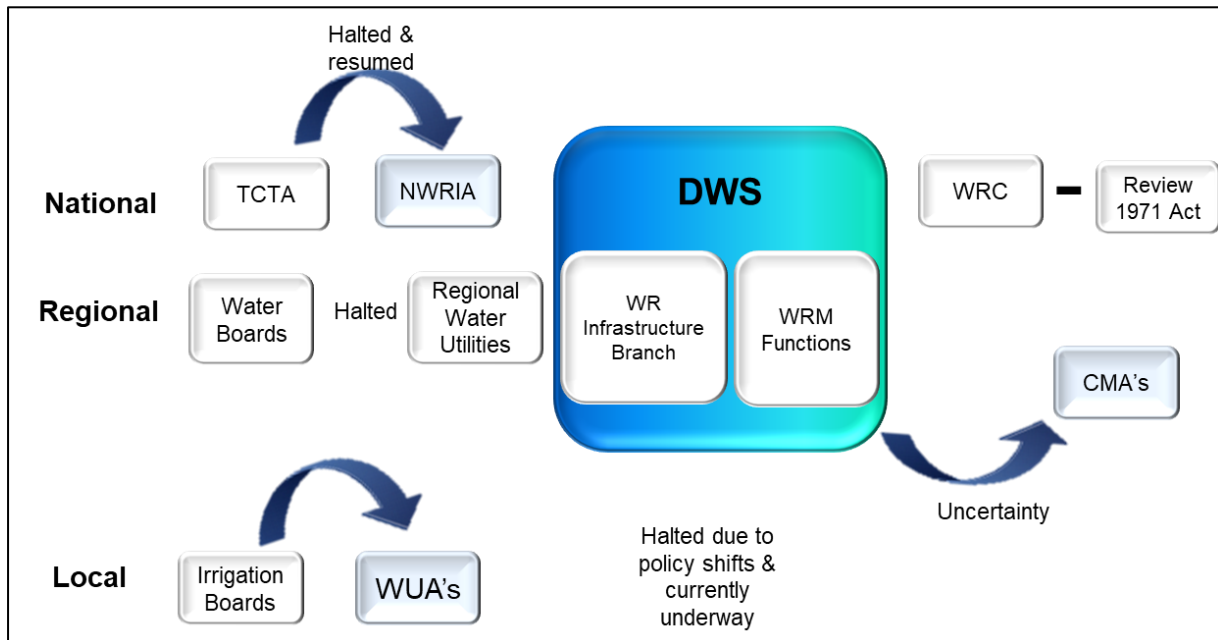 Halted &
resumed
National
TCTA
NWRIA
DWS
WRC
Review
1971 Act
Regional
Water
Boards
Halted
Regional
Water
Utilities
WR
Infrastructure
Branch
WRM
Functions
CMA's
Uncertainty
Local
Irrigation
Boards
WUA's
Halted due to
policy shifts &
currently
underway